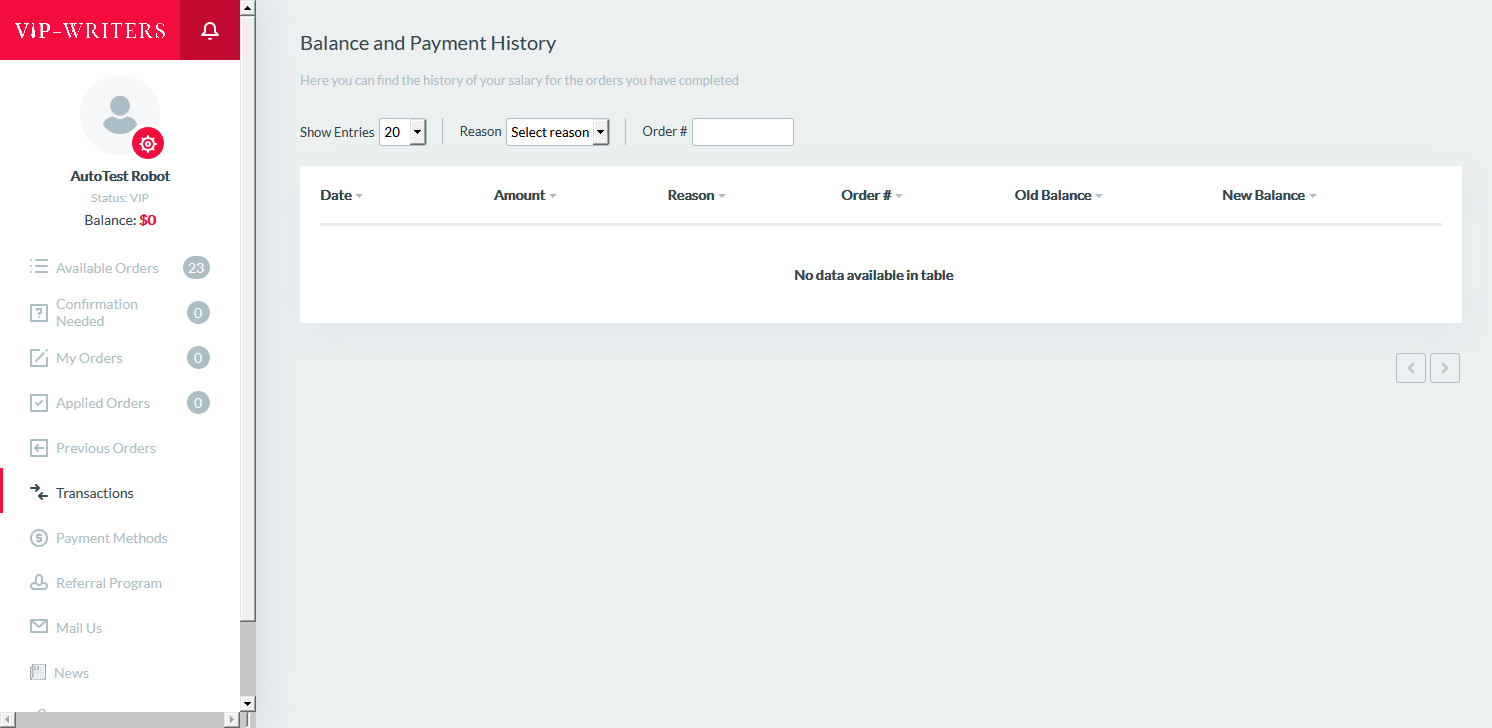 VIP-WRITERS
AutoTest Robot
Status: VIP
Balance: $0
Available Orders 23
Confirmation
Needed 0
My Orders 0
Applied Orders 0
Previous Orders
Transactions
Payment Methods
Referral Program
Mail Us
News
Balance and Payment History
Here you can find the history of your salary for the orders you have completed
Show Entries 20 Reason Select reason Order #
Date Amount Reason Order # Old Balance New Balance
No data available in table